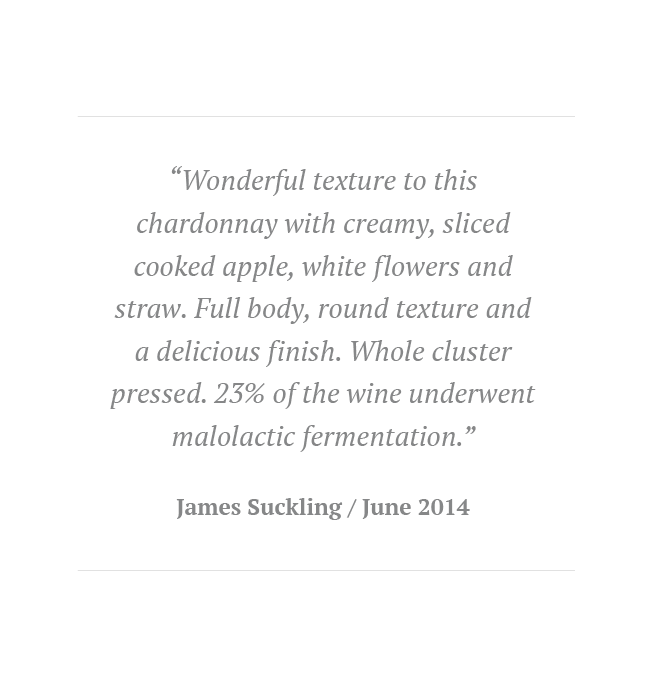 “Wonderful texture to this
chardonnay with creamy, sliced
cooked apple, white flowers and
straw. Full body, round texture and
a delicious finish. Whole cluster
pressed. 23% of the wine underwent
malolactic fermentation.”
James Suckling / June 2014